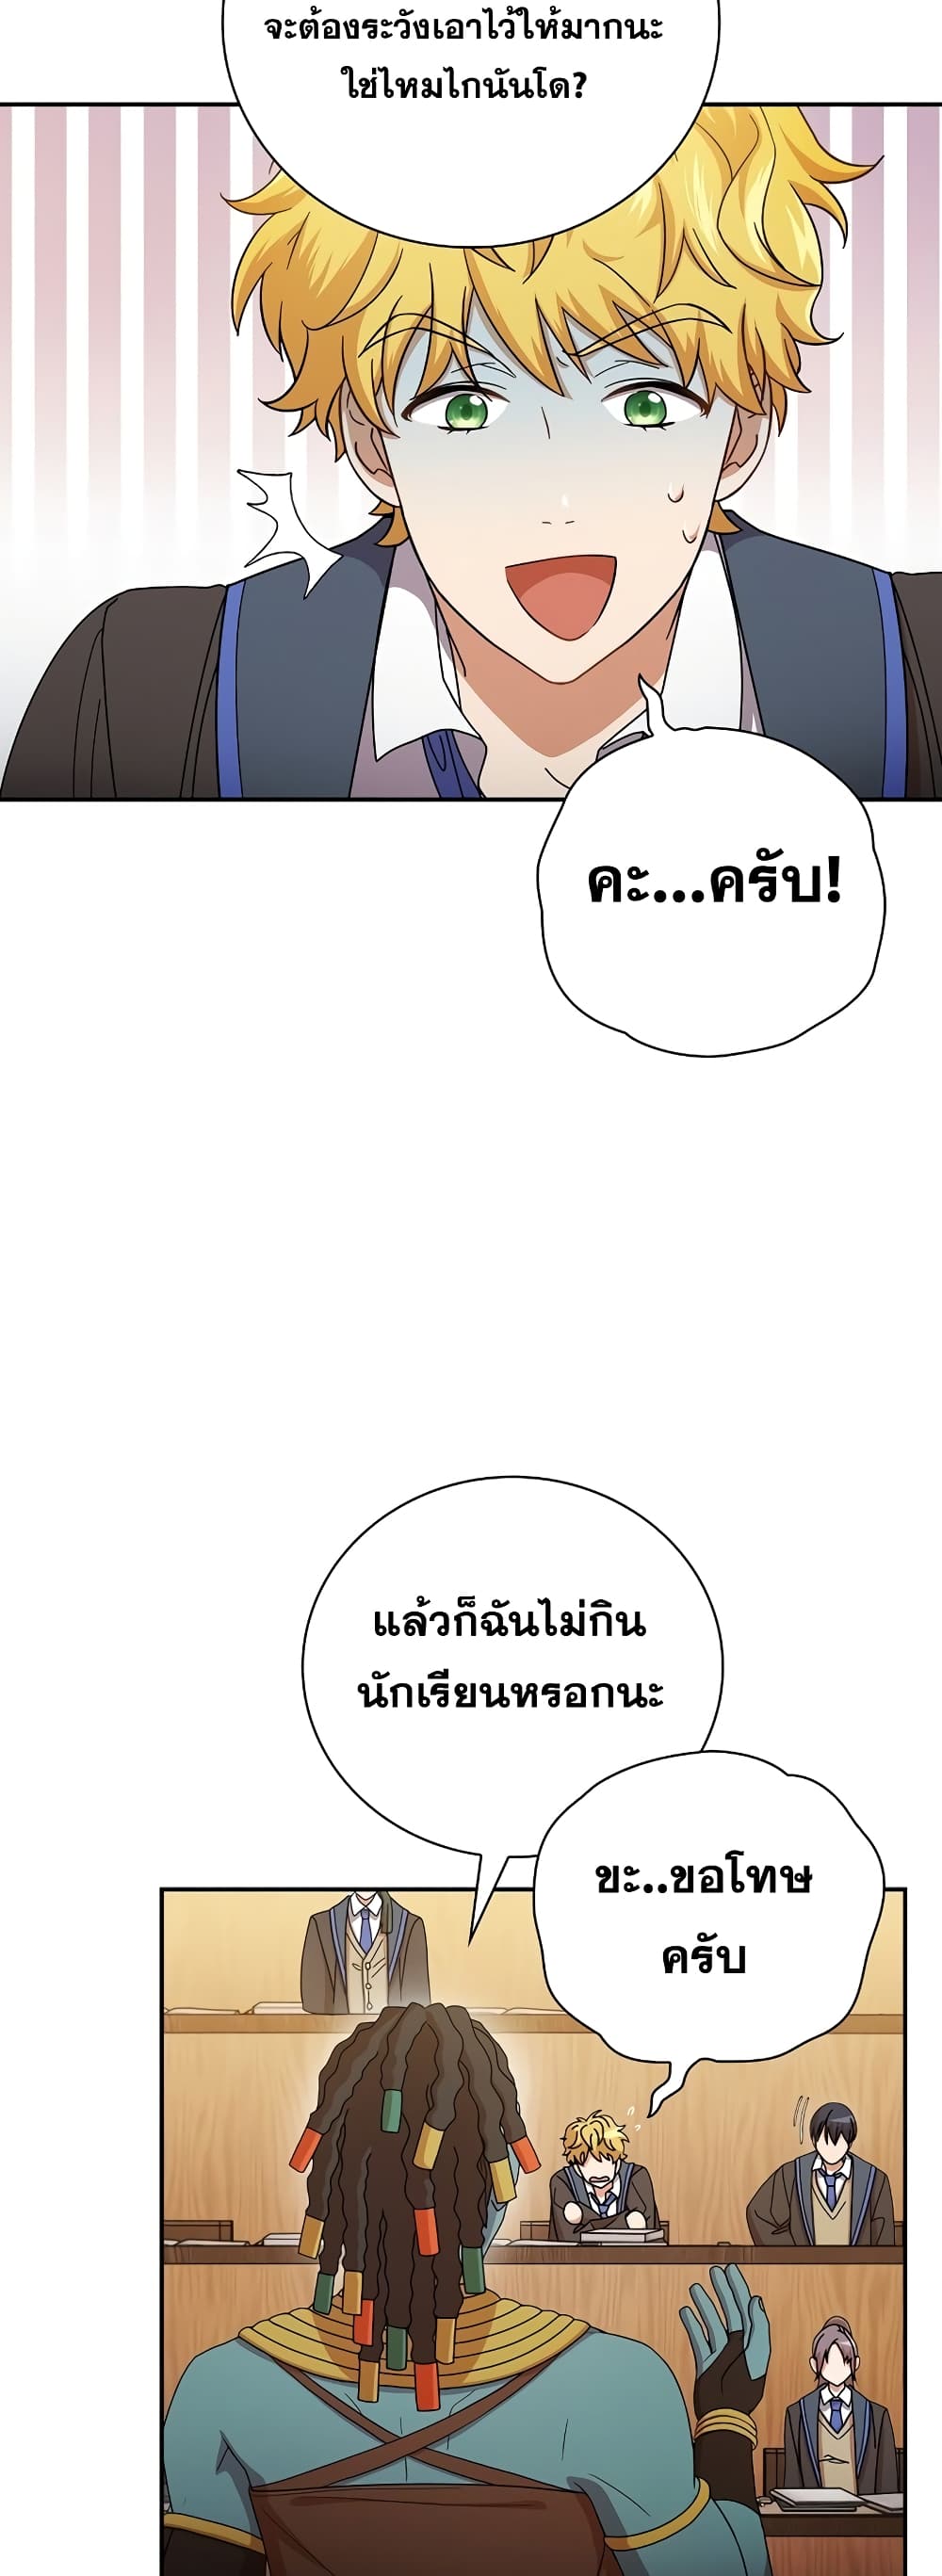 จะต้องระวังเอาไว้ให้มากนะ
ใช่ไหมไกนันโด?
คะ...ครับ!
แล้วก็ฉันไม่กิน
นักเรียนหรอกนะ
ขะ..ขอโทษ
ครับ